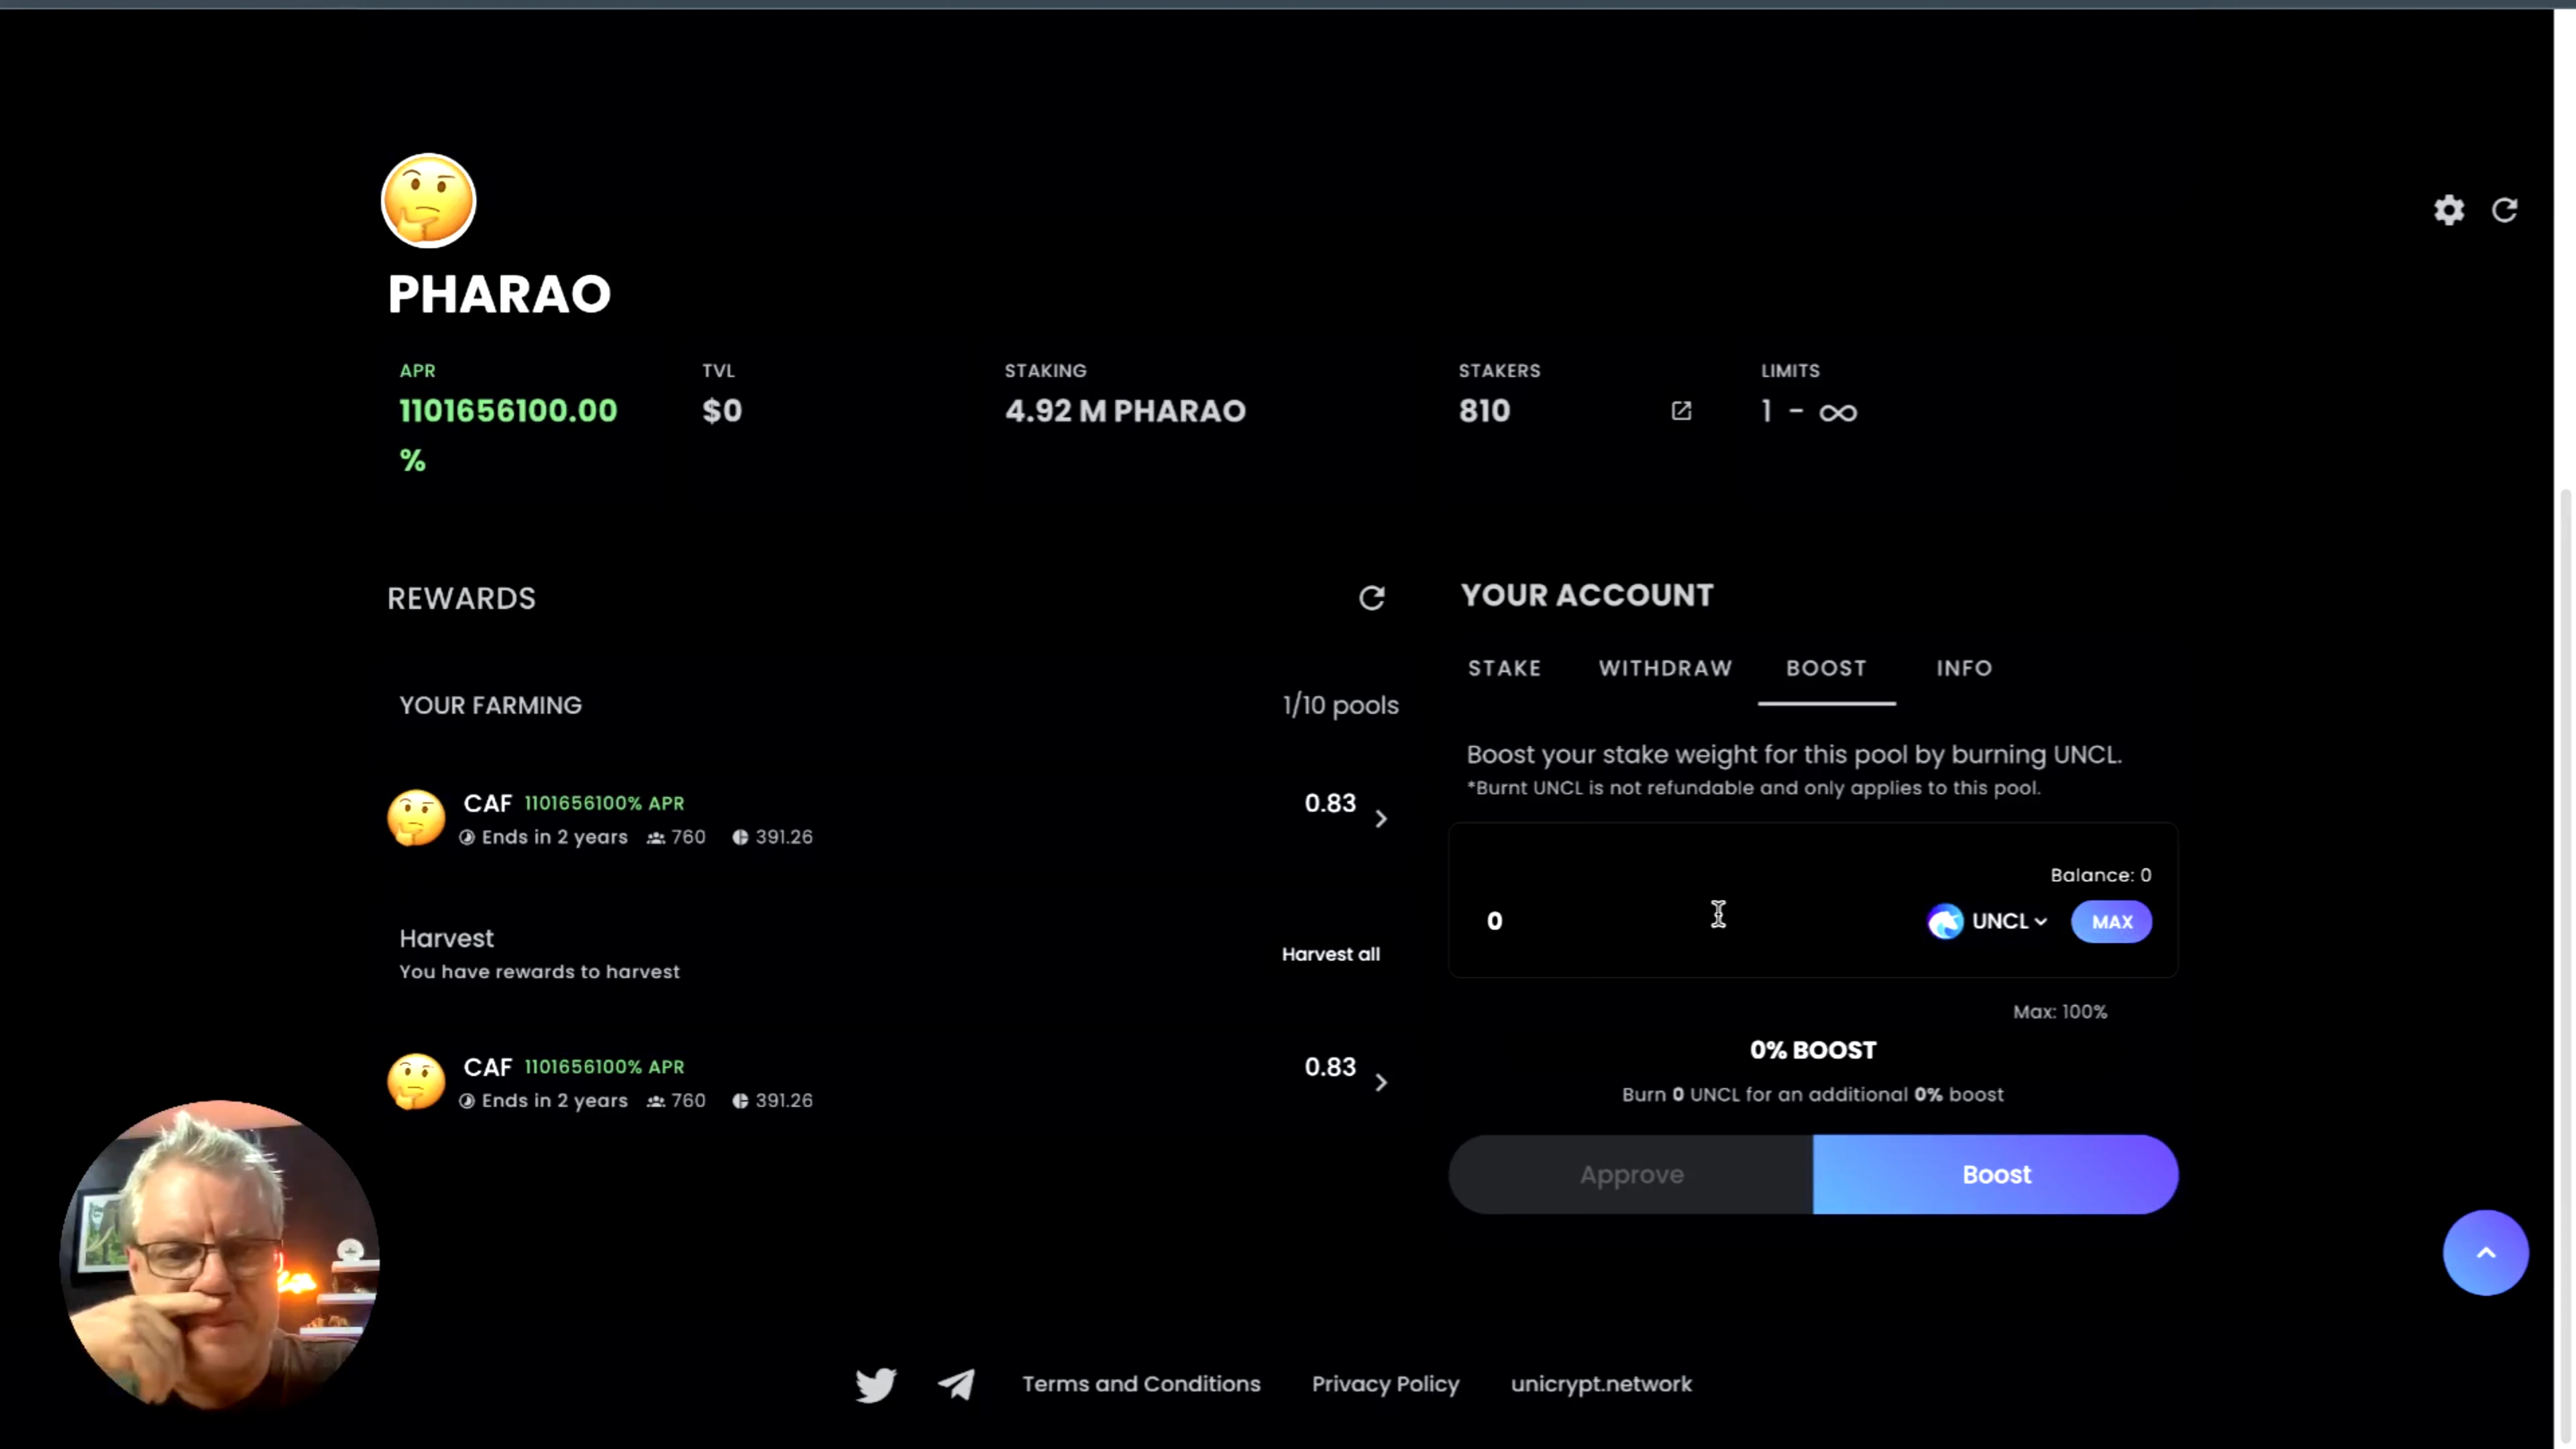 PHARAO
APR
TVL
STAKING
STAKERS
LIMITS
1101656100.00
%
$0
4.92 M PHARAO
810
1 - ∞
REWARDS
YOUR FARMING
1/10 pools
CAF 1101656100% APR
0.83
Ends in 2 years 760 391.26
Harvest
You have rewards to harvest
Harvest all
CAF 1101656100% APR
0.83
Ends in 2 years 760 391.26
YOUR ACCOUNT
STAKE WITHDRAW BOOST INFO
Boost your stake weight for this pool by burning UNCL.
*Burnt UNCL is not refundable and only applies to this pool.
Balance: 0
0
UNCL
MAX
Max: 100%
0% BOOST
Burn 0 UNCL for an additional 0% boost
Approve
Boost
Terms and Conditions
Privacy Policy
unicrypt.network